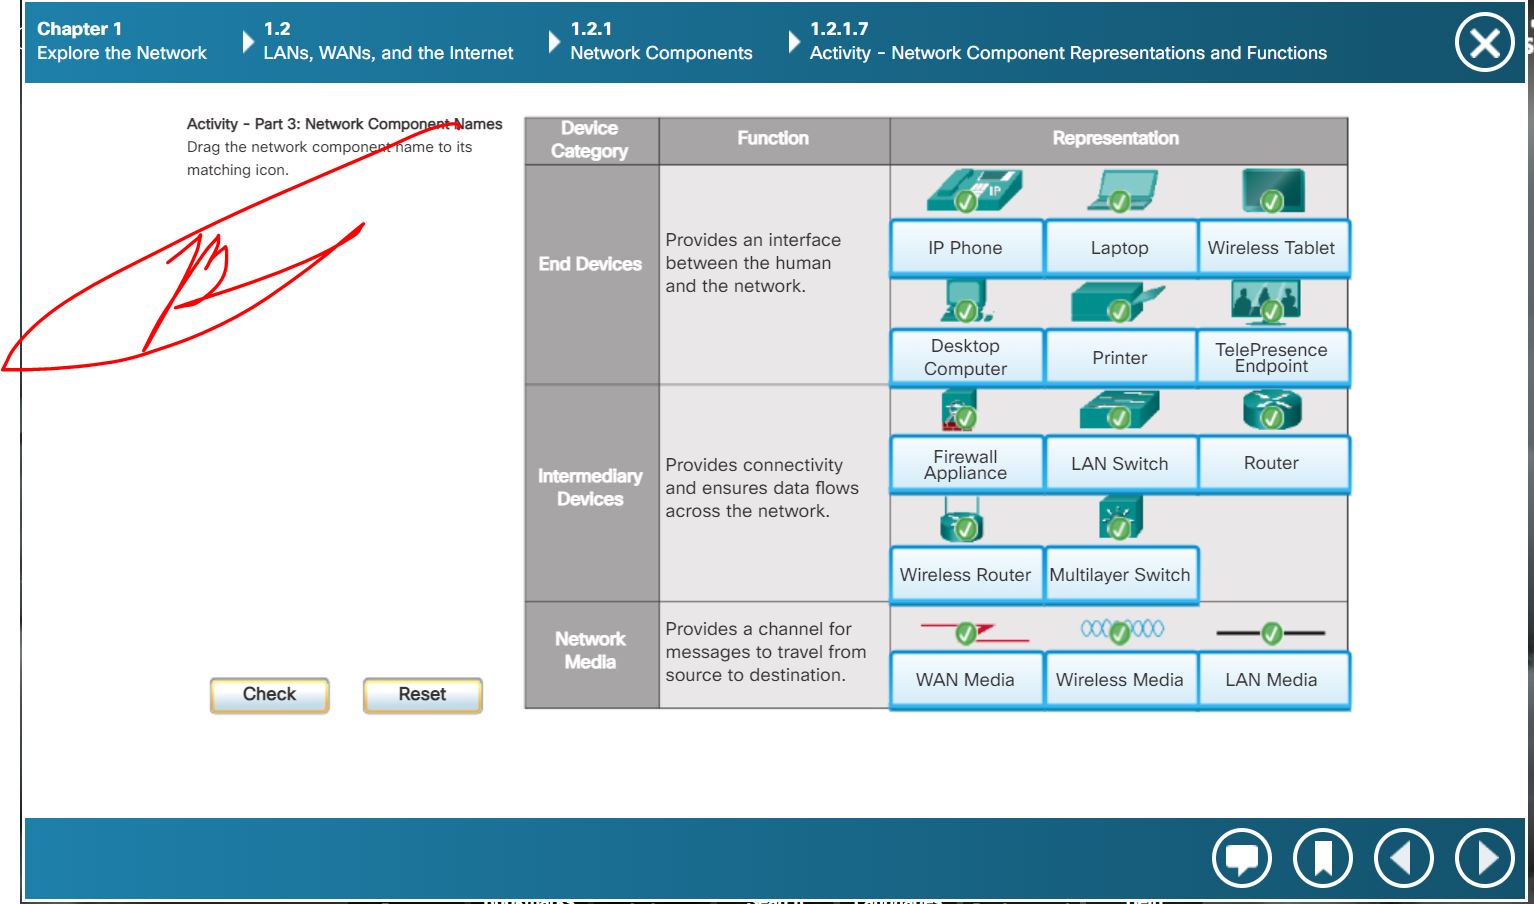 Chapter 1
Explore the Network
1.2
LANs, WANs, and the Internet
1.2.1
Network Components
1.2.1.7
Activity - Network Component Representations and Functions
Activity - Part 3: Network Component Names
Drag the network component name to its
matching icon.
Device
Category
Function
Representation
End Devices
Provides an interface
between the human
and the network.
IP
IP Phone
Laptop
Wireless Tablet
Desktop
Computer
Printer
TelePresence
Endpoint
Intermediary
Devices
Provides connectivity
and ensures data flows
across the network.
Firewall
Appliance
LAN Switch
Router
Wireless Router
Multilayer Switch
Network
Media
Provides a channel for
messages to travel from
source to destination.
WAN Media
Wireless Media
LAN Media
Check
Reset